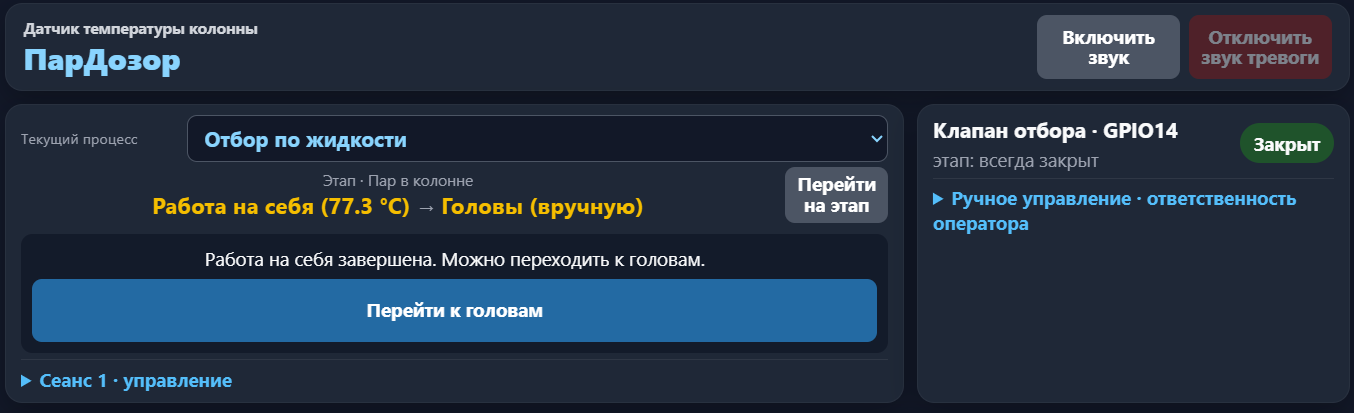 Датчик температуры колонны
ПарДозор
Включить
звук
Отключить
звук тревоги
Текущий процесс
Отбор по жидкости
Этап · Пар в колонне
Работа на себя (77.3 °C) → Головы (вручную)
Перейти
на этап
Работа на себя завершена. Можно переходить к головам.
Перейти к головам
▶ Сеанс 1 · управление
Клапан отбора · GPIO14
этап: всегда закрыт
Закрыт
▶ Ручное управление · ответственность
оператора